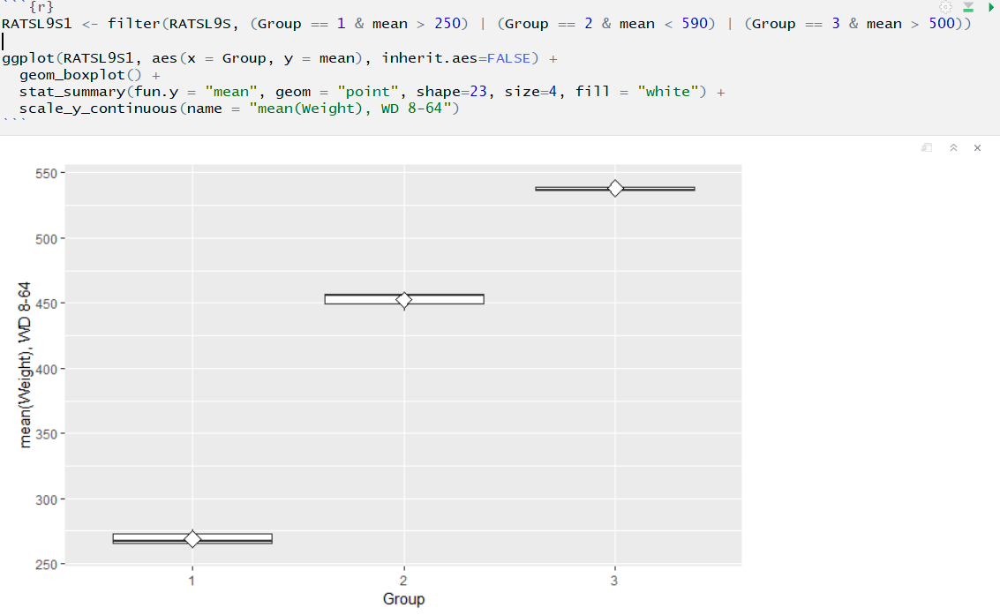 ```{r}
RATSL9S1 <- filter(RATSL9S, (Group == 1 & mean > 250) | (Group == 2 & mean < 590) | (Group == 3 & mean > 500))
ggplot(RATSL9S1, aes(x = Group, y = mean), inherit.aes=FALSE) +
  geom_boxplot() +
  stat_summary(fun.y = "mean", geom = "point", shape=23, size=4, fill = "white") +
  scale_y_continuous(name = "mean(Weight), WD 8-64")
```
550
500
450
400
350
300
250
mean(Weight), WD 8-64
1 2 3
Group